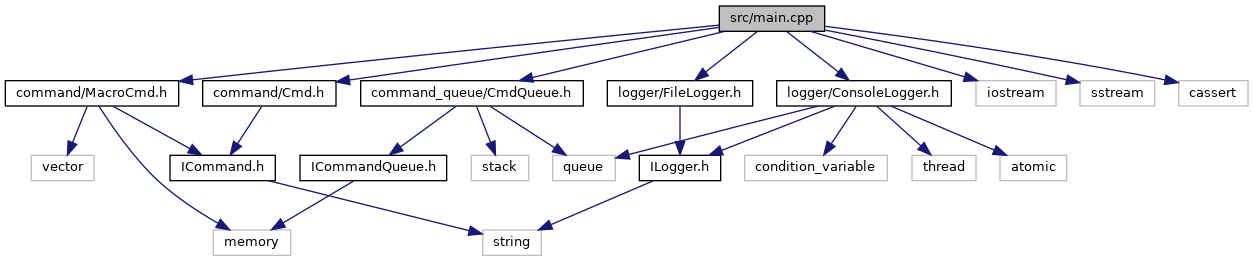 src/main.cpp
command/MacroCmd.h
command/Cmd.h
command_queue/CmdQueue.h
logger/FileLogger.h
logger/ConsoleLogger.h
iostream
sstream
cassert
vector
ICommand.h
ICommandQueue.h
stack
queue
ILogger.h
condition_variable
thread
atomic
memory
string